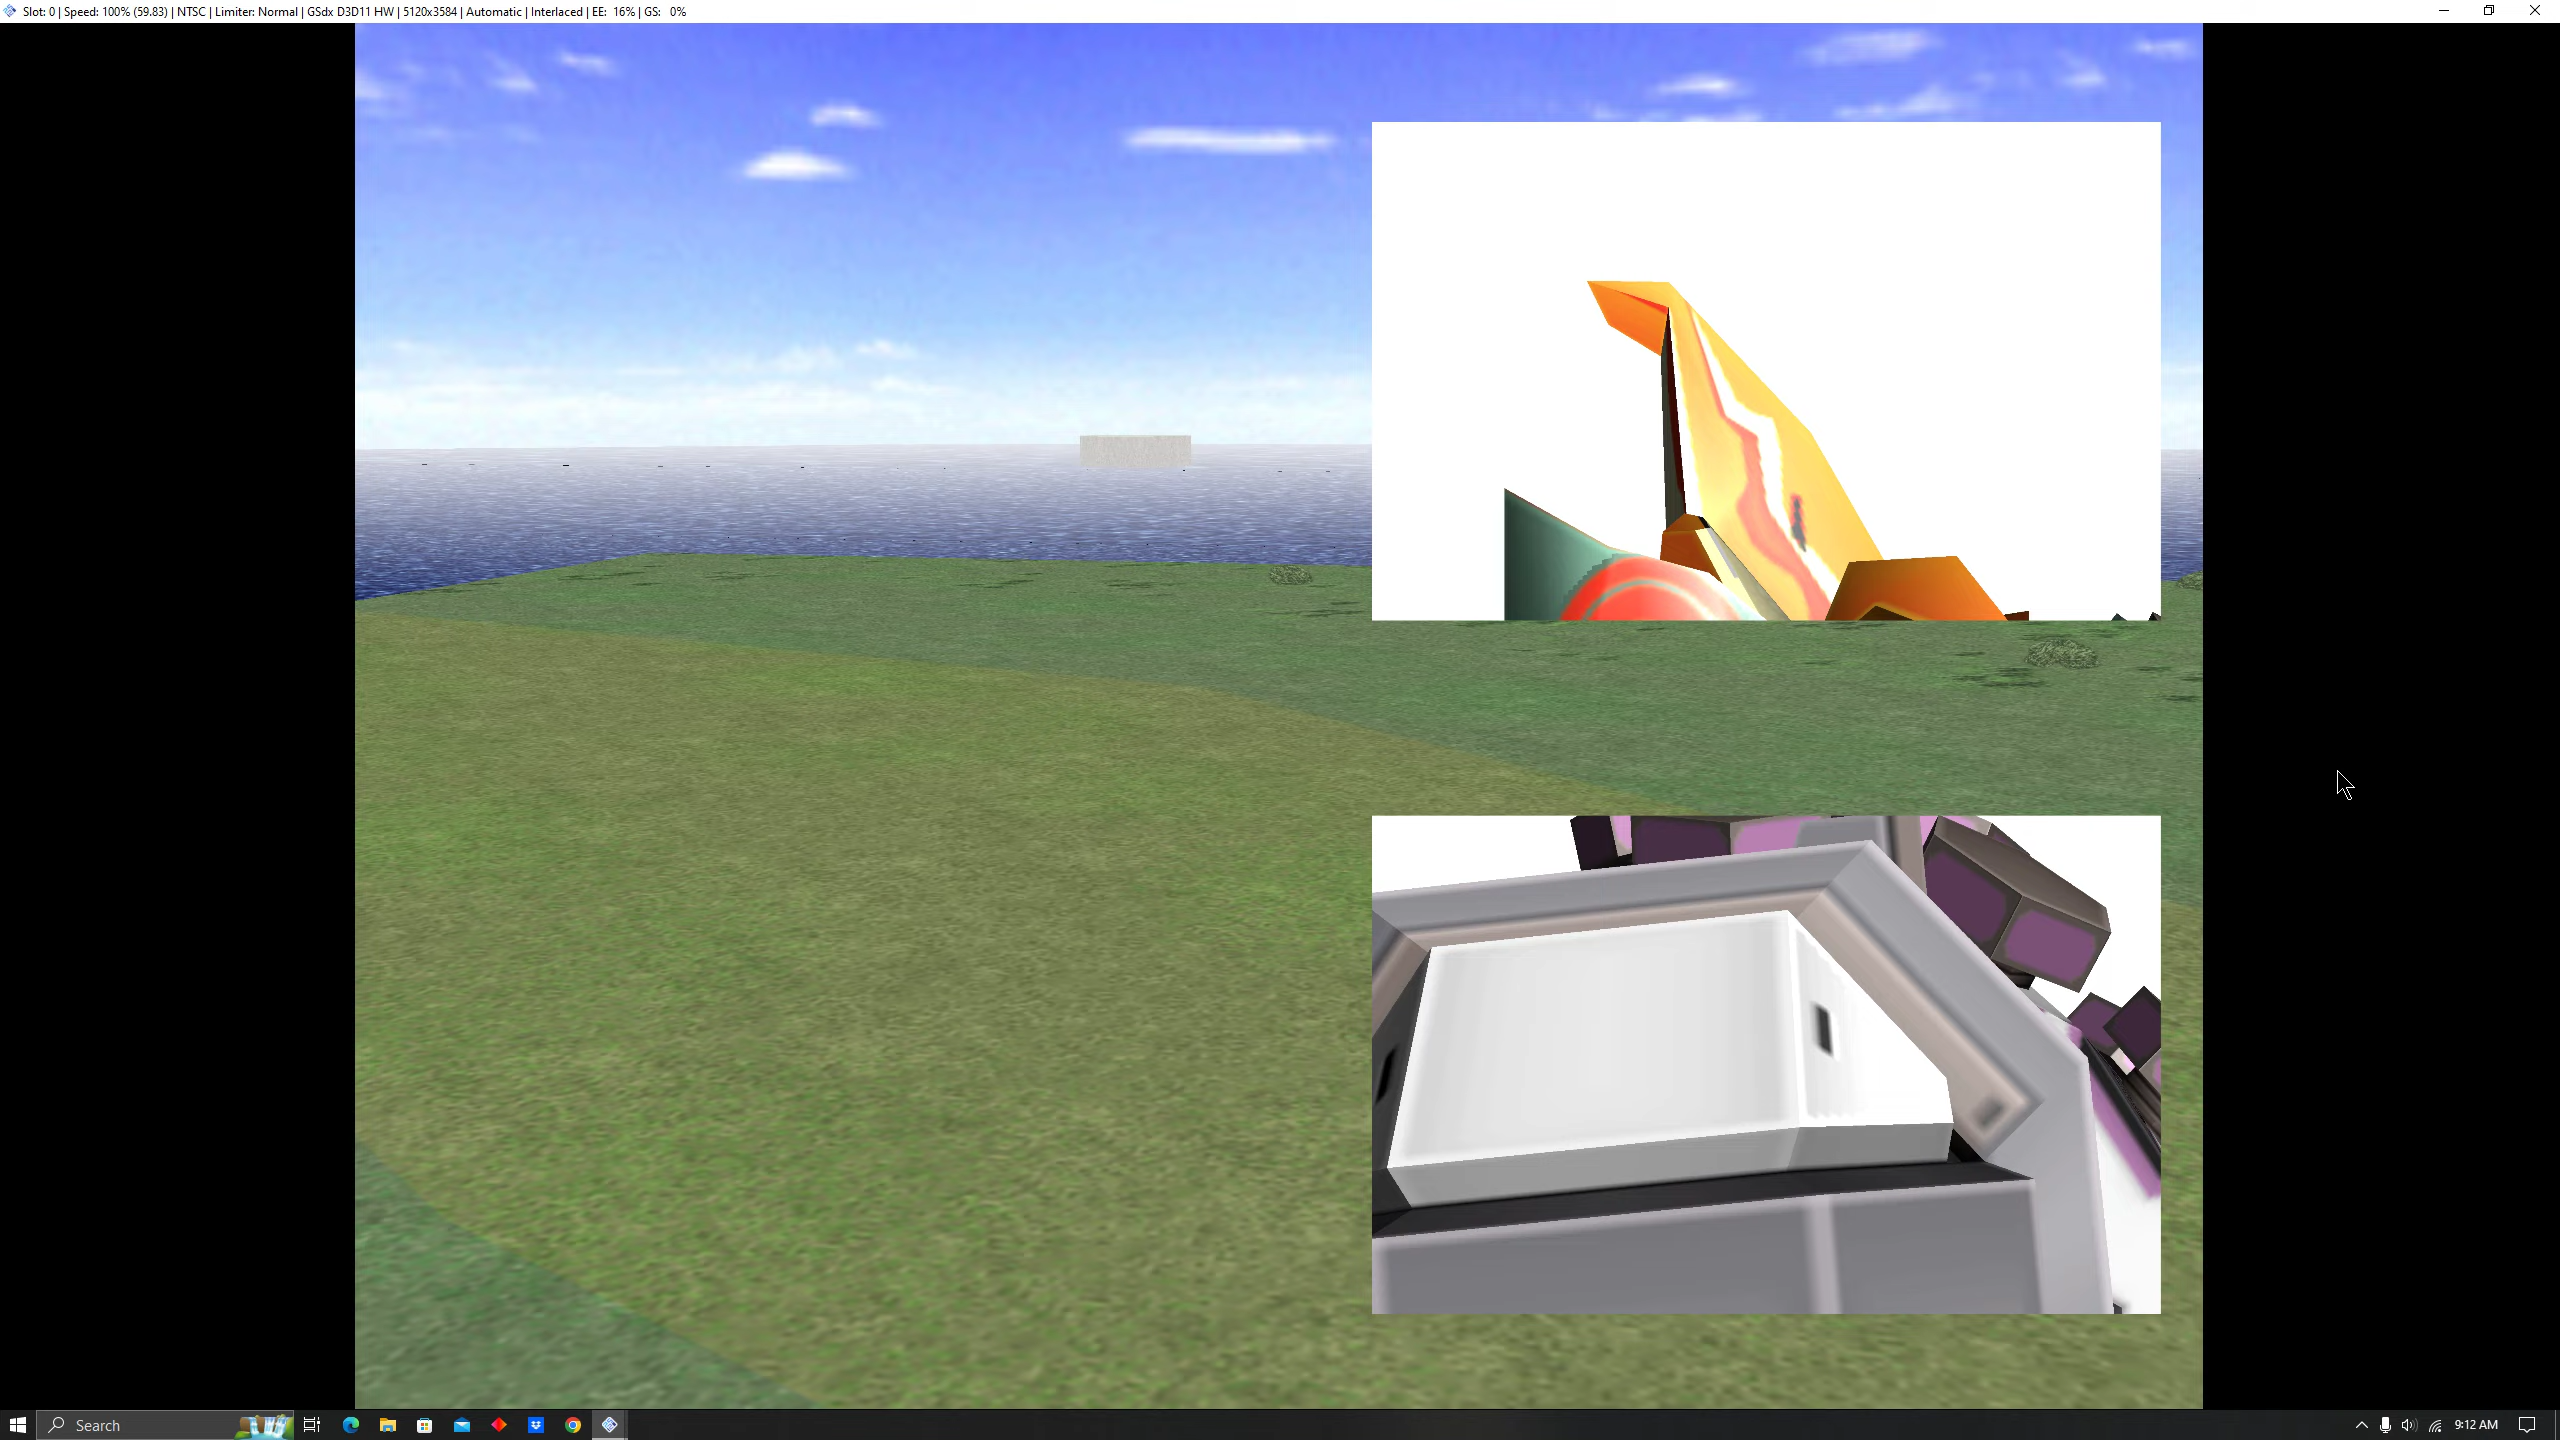 Slot: 0 | Speed: 100% (59.83) | NTSC | Limiter: Normal | GSdx D3D11 HW | 5120x3584 | Automatic | Interlaced | EE: 16% | GS: 0%
Search
9:12 AM